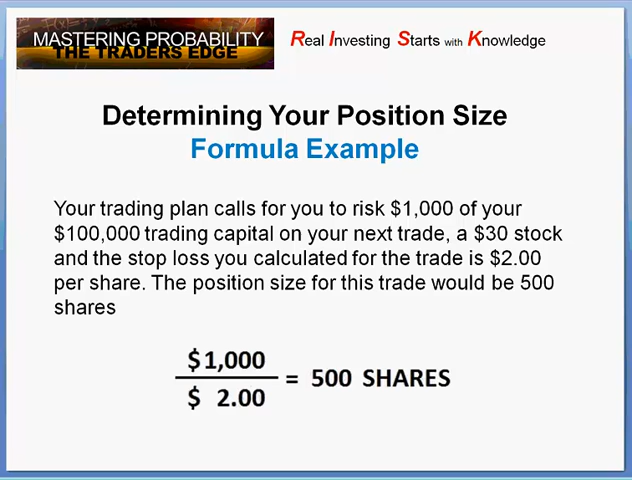 MASTERING PROBABILITY
THE TRADERS EDGE
Real Investing Starts with Knowledge
Determining Your Position Size
Formula Example
Your trading plan calls for you to risk $1,000 of your
$100,000 trading capital on your next trade, a $30 stock
and the stop loss you calculated for the trade is $2.00
per share. The position size for this trade would be 500
shares
$1,000
$ 2.00
= 500 SHARES